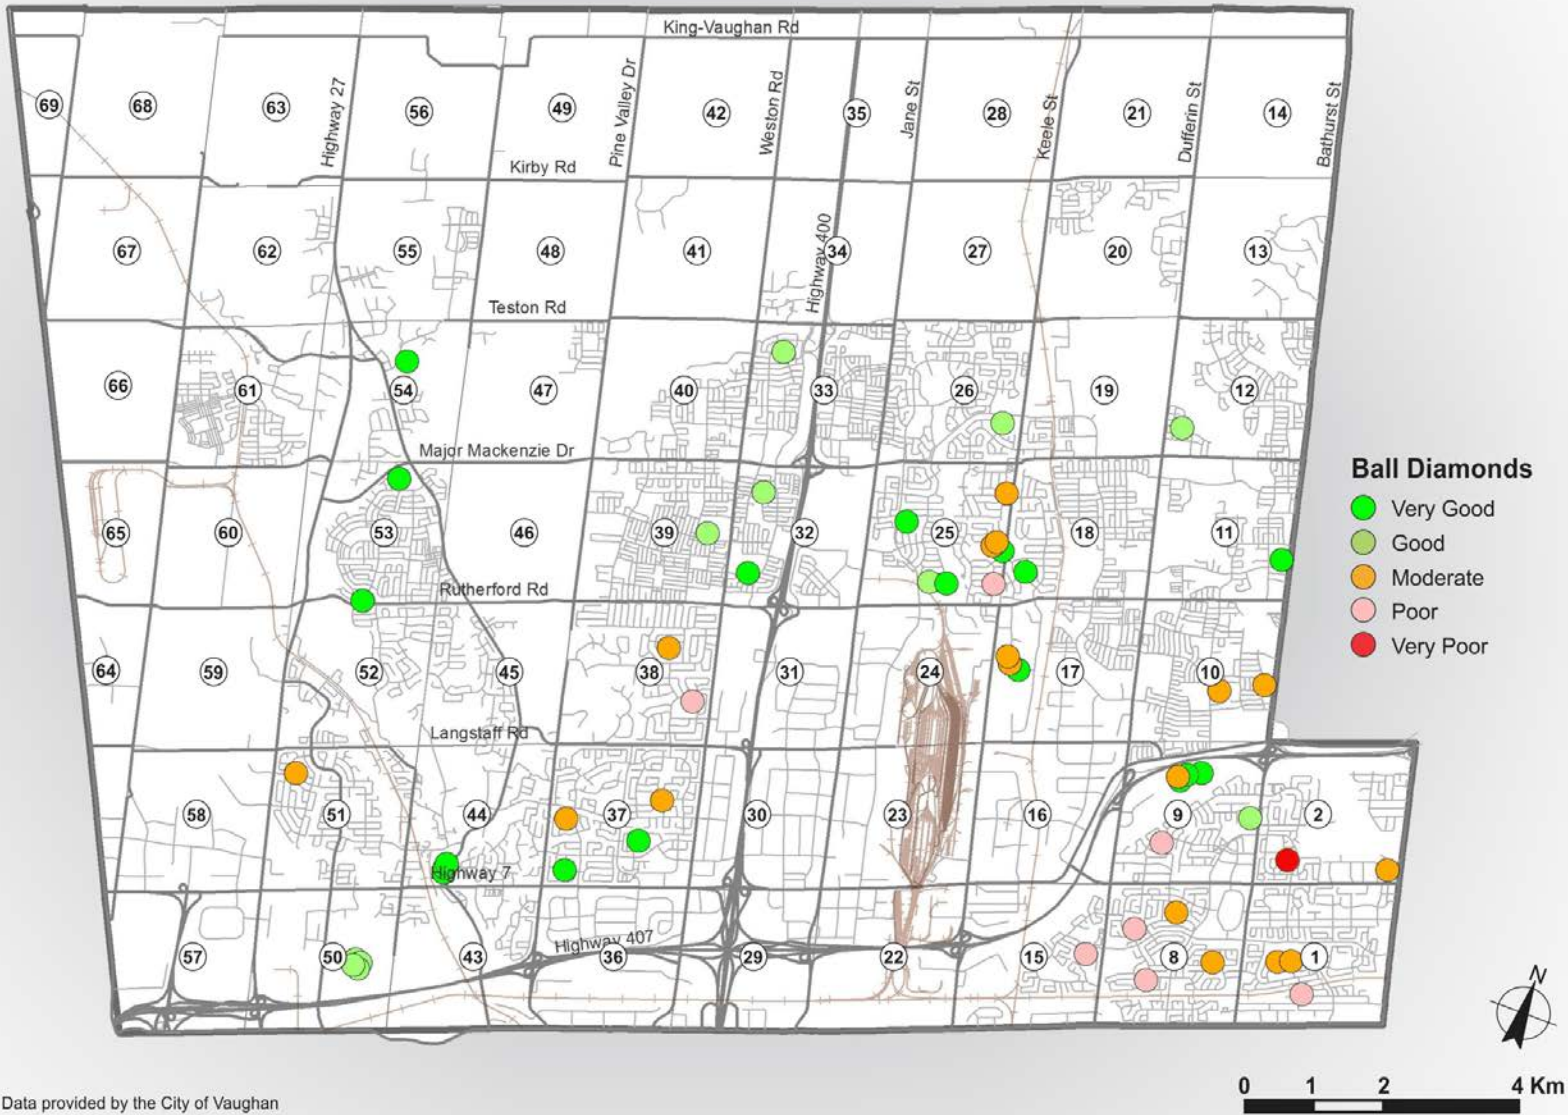 King-Vaughan Rd
Highway 27
Pine Valley Dr
Weston Rd
Jane St
Keele St
Dufferin St
Bathurst St
69
68
63
56
49
42
35
28
21
14
Kirby Rd
67
62
55
48
41
Highway 400
34
27
20
13
Teston Rd
66
61
54
47
40
33
26
19
12
Major Mackenzie Dr
65
60
53
46
39
32
25
18
11
Rutherford Rd
64
59
52
45
38
31
24
17
10
Langstaff Rd
58
51
44
37
30
23
16
9
2
Highway 7
57
50
43
Highway 407
36
29
22
15
8
1
Ball Diamonds
Very Good
Good
Moderate
Poor
Very Poor
N
0 1 2 4 Km
Data provided by the City of Vaughan